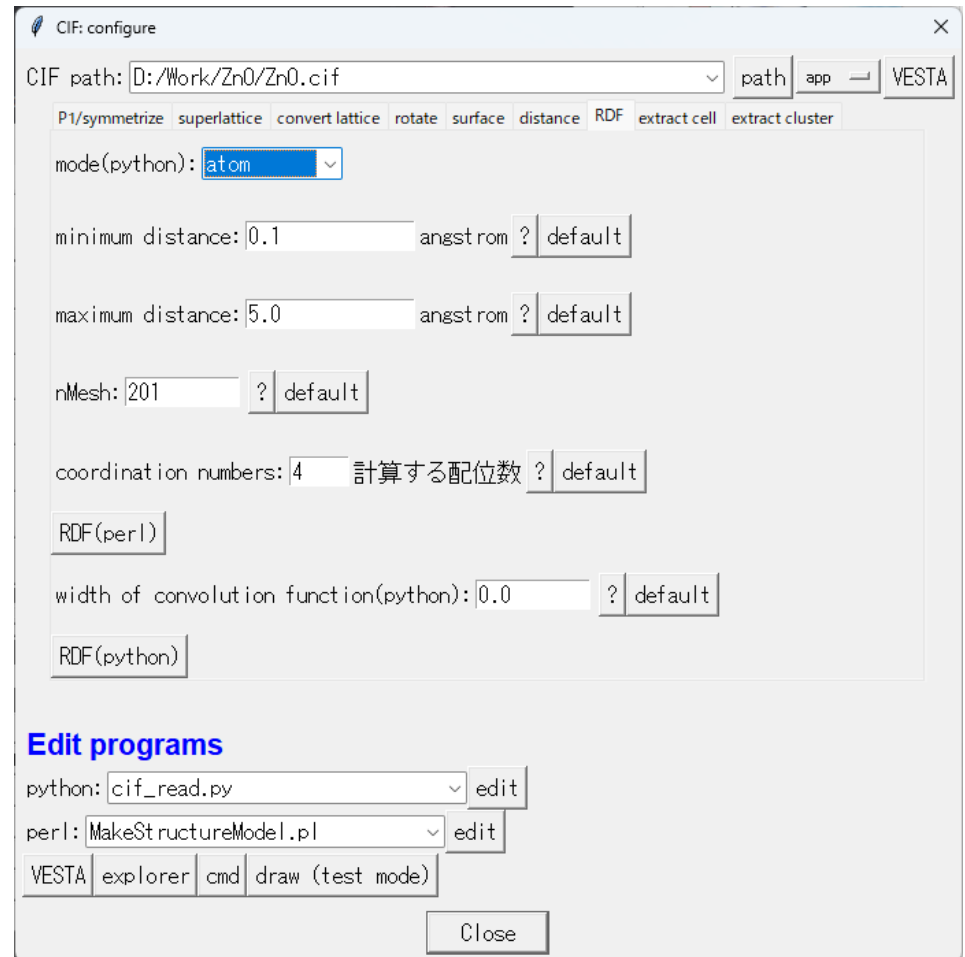 CIF: configure
CIF path: D:/Work/ZnO/ZnO.cif path app VESTA
P1/symmetrize superlattice convert lattice rotate surface distance RDF extract cell extract cluster
mode(python): atom
minimum distance: 0.1 angstrom ? default
maximum distance: 5.0 angstrom ? default
nMesh: 201 ? default
coordination numbers: 4 計算する配位数 ? default
RDF(perl)
width of convolution function(python): 0.0 ? default
RDF(python)
Edit programs
python: cif_read.py edit
perl: MakeStructureModel.pl edit
VESTA explorer cmd draw (test mode)
Close